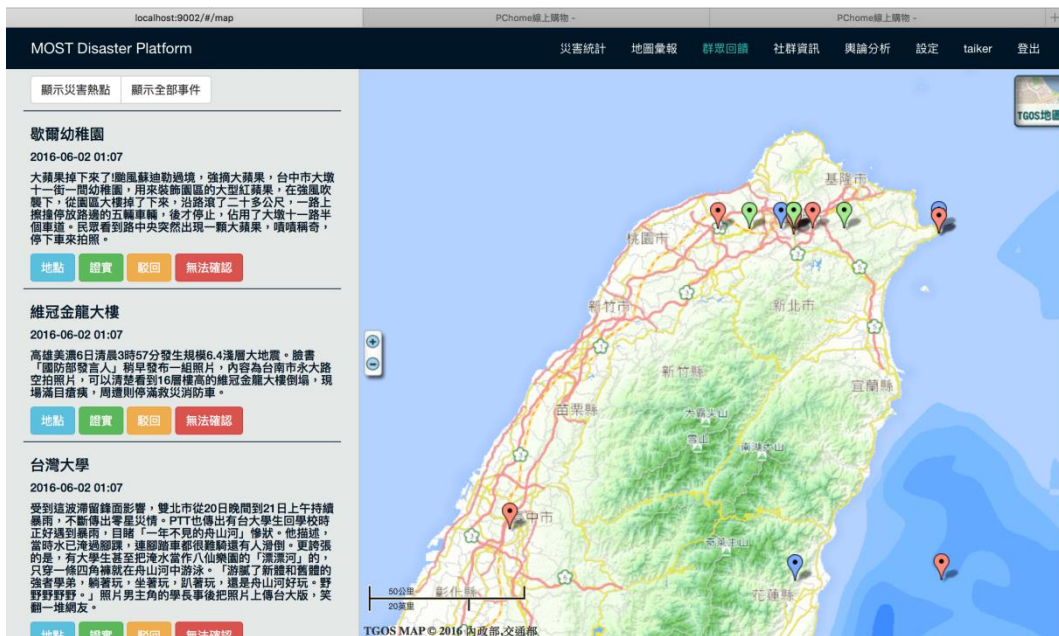 localhost:9002/#/map
PChome線上購物 -
PChome線上購物 -
MOST Disaster Platform
災害統計 地圖彙報 群眾回饋 社群資訊 輿論分析 設定 taiker 登出
顯示災害熱點 顯示全部事件
歇爾幼稚園
2016-06-02 01:07
大蘋果掉下來了!颱風蘇迪勒過境,強摘大蘋果,台中市大墩
十一街一間幼稚園,用來裝飾園區的大型紅蘋果,在強風吹
襲下,從園區大樓掉了下來,沿路滾了二十多公尺,一路上
擦撞停放路邊的五輛車輛,後才停止,佔用了大墩十一路半
個車道。民眾看到路中央突然出現一顆大蘋果,嘖嘖稱奇,
停下車來拍照。
地點 證實 駁回 無法確認
維冠金龍大樓
2016-06-02 01:07
高雄美濃6日清晨3時57分發生規模6.4淺層大地震。臉書
「國防部發言人」稍早發布一組照片,內容為台南市永大路
空拍照片,可以清楚看到16層樓高的維冠金龍大樓倒塌,現
場滿目瘡痍,周遭則停滿救災消防車。
地點 證實 駁回 無法確認
台灣大學
2016-06-02 01:07
受到這波滯留鋒面影響,雙北市從20日晚間到21日上午持續
暴雨,不斷傳出零星災情。PTT也傳出有台大學生回學校時
正好遇到暴雨,目睹「一年不見的舟山河」慘狀。他描述,
當時水已淹過腳踝,連腳踏車都很難騎還有人滑倒。更誇張
的是,有大學生甚至把淹水當作八仙樂園的「漂漂河」的,
只穿一條四角褲就在舟山河中游泳。「游膩了新體和舊體的
強者學弟,躺著玩,坐著玩,趴著玩,還是舟山河好玩。野
野野野野。」照片男主角的學長事後把照片上傳台大版,笑
翻一堆網友。
地點 證實 駁回 無法確認
TGOS地圖
基隆市
桃園市
新竹市
新北市
新竹縣
宜蘭縣
苗栗縣
大霸尖山
雪山
南湖大山
中市
奇萊主山
彰化縣
花蓮縣
50公里
20英里
TGOS MAP © 2016 內政部,交通部